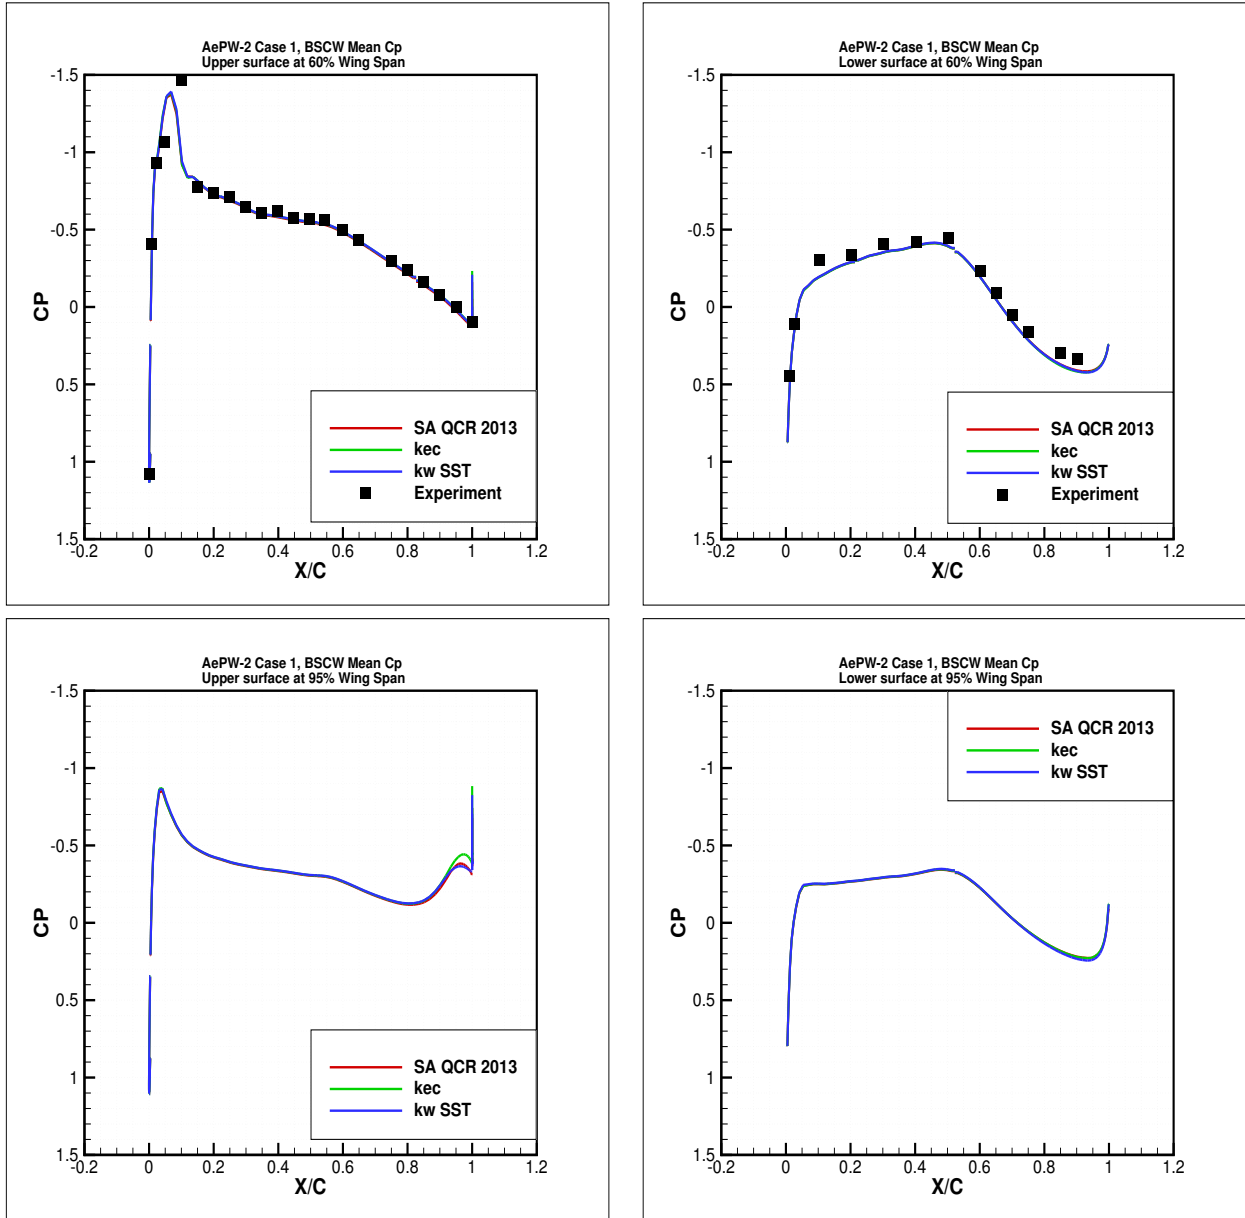 AePW-2 Case 1, BSCW Mean Cp
Upper surface at 60% Wing Span
-1.5
-1
-0.5
0
0.5
1
1.5
CP
-0.2 0 0.2 0.4 0.6 0.8 1 1.2
X/C
SA QCR 2013
kec
kw SST
Experiment
AePW-2 Case 1, BSCW Mean Cp
Lower surface at 60% Wing Span
-1.5
-1
-0.5
0
0.5
1
1.5
CP
-0.2 0 0.2 0.4 0.6 0.8 1 1.2
X/C
SA QCR 2013
kec
kw SST
Experiment
AePW-2 Case 1, BSCW Mean Cp
Upper surface at 95% Wing Span
-1.5
-1
-0.5
0
0.5
1
1.5
CP
-0.2 0 0.2 0.4 0.6 0.8 1 1.2
X/C
SA QCR 2013
kec
kw SST
AePW-2 Case 1, BSCW Mean Cp
Lower surface at 95% Wing Span
-1.5
-1
-0.5
0
0.5
1
1.5
CP
-0.2 0 0.2 0.4 0.6 0.8 1 1.2
X/C
SA QCR 2013
kec
kw SST